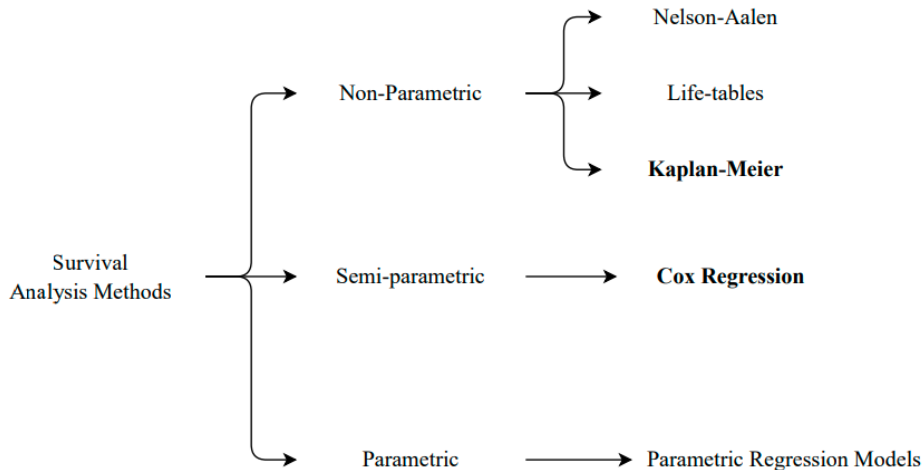 Nelson-Aalen
Non-Parametric
Life-tables
Kaplan-Meier
Survival
Analysis Methods
Semi-parametric
Cox Regression
Parametric
Parametric Regression Models